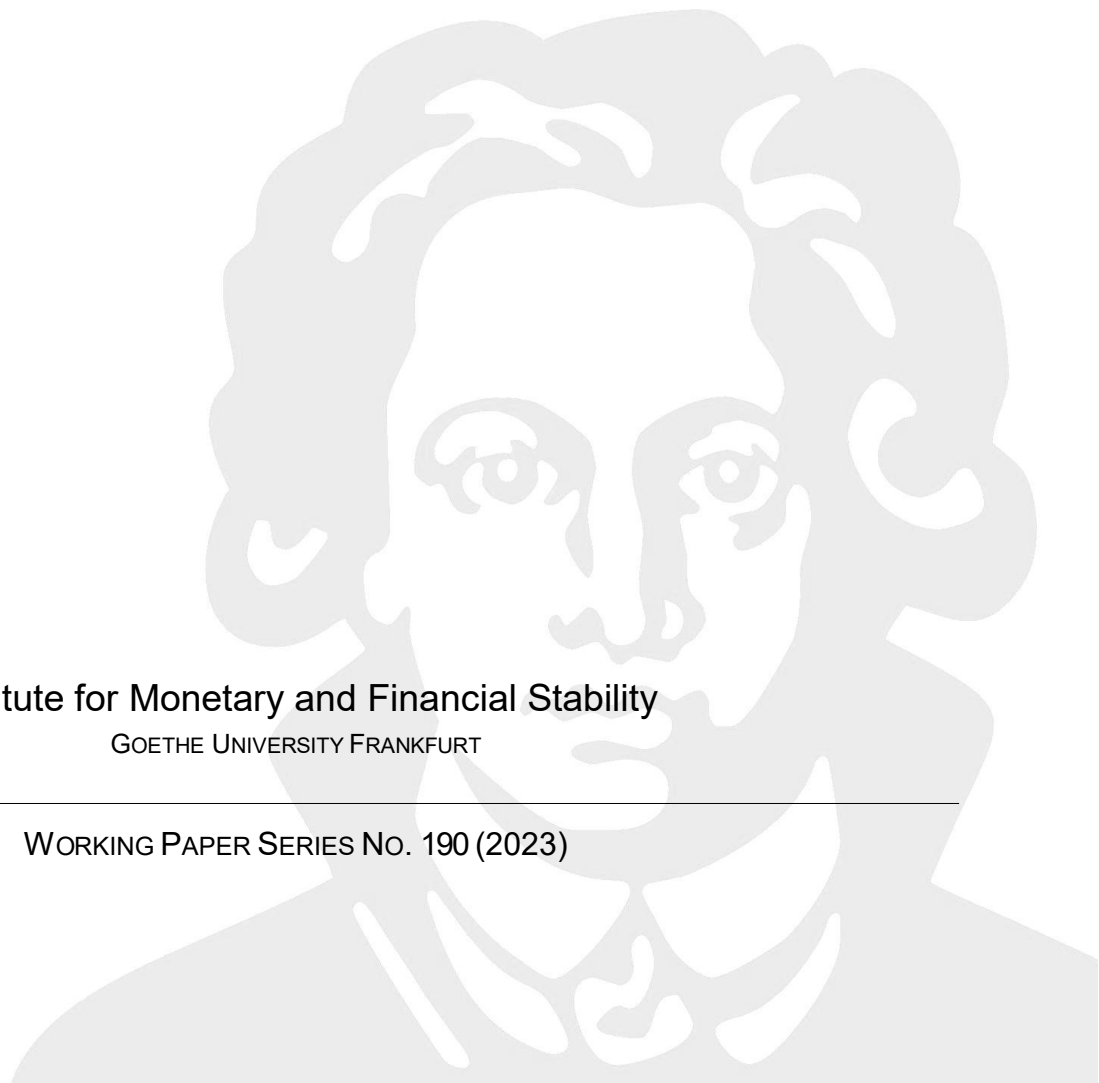 tute for Monetary and Financial Stability
GOETHE UNIVERSITY FRANKFURT
WORKING PAPER SERIES NO. 190 (2023)